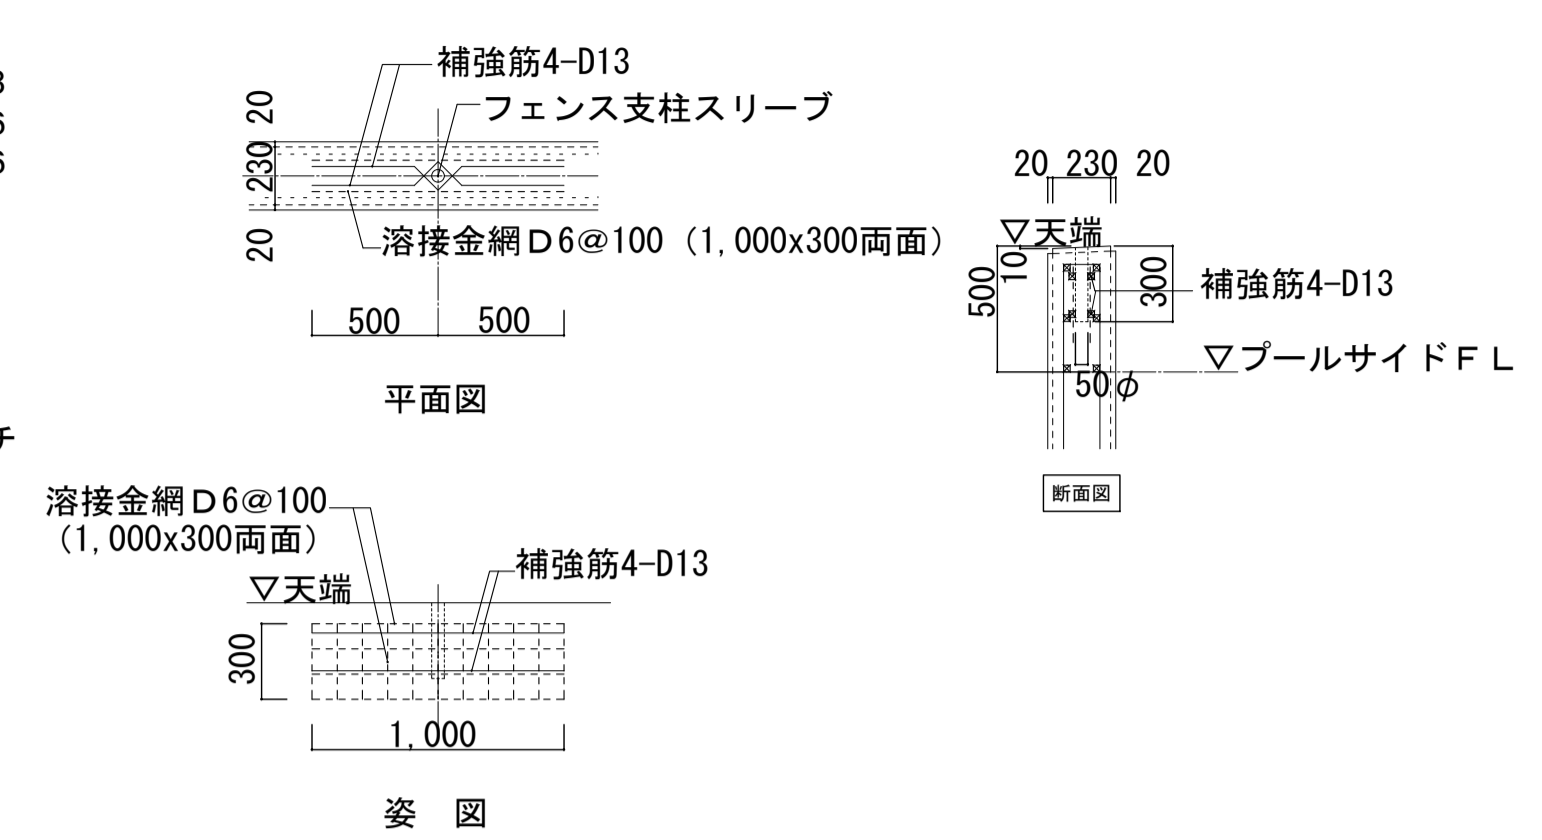 補強筋4-D13
フェンス支柱スリーブ
20
230
20
溶接金網D6@100 (1,000x300両面)
500 500
平面図
20 230 20
▽天端
10
500
300
補強筋4-D13
▽プールサイドFL
50φ
断面図
溶接金網D6@100
(1,000x300両面)
補強筋4-D13
▽天端
300
1,000
姿 図